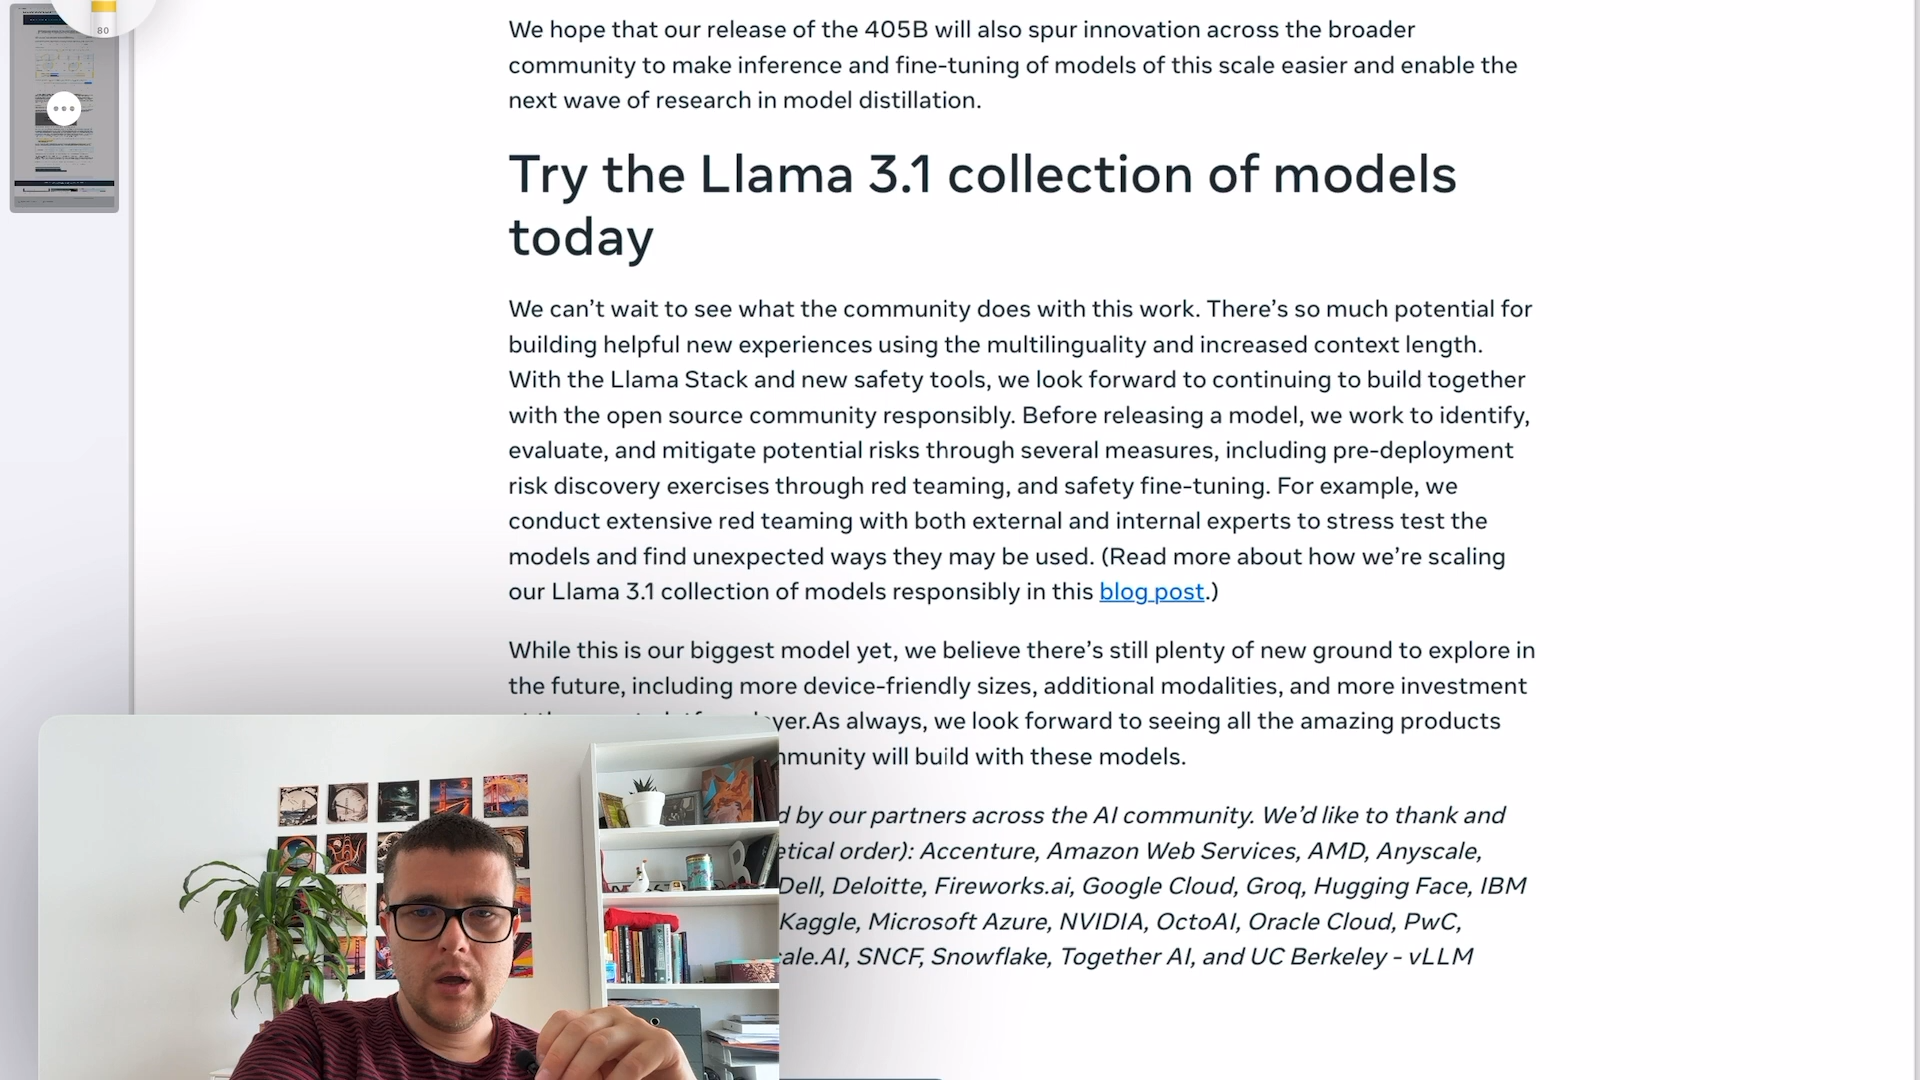 80
We hope that our release of the 405B will also spur innovation across the broader
community to make inference and fine-tuning of models of this scale easier and enable the
next wave of research in model distillation.
Try the Llama 3.1 collection of models
today
We can’t wait to see what the community does with this work. There’s so much potential for
building helpful new experiences using the multilinguality and increased context length.
With the Llama Stack and new safety tools, we look forward to continuing to build together
with the open source community responsibly. Before releasing a model, we work to identify,
evaluate, and mitigate potential risks through several measures, including pre-deployment
risk discovery exercises through red teaming, and safety fine-tuning. For example, we
conduct extensive red teaming with both external and internal experts to stress test the
models and find unexpected ways they may be used. (Read more about how we’re scaling
our Llama 3.1 collection of models responsibly in this blog post.)
While this is our biggest model yet, we believe there’s still plenty of new ground to explore in
the future, including more device-friendly sizes, additional modalities, and more investment
yer.As always, we look forward to seeing all the amazing products
mmunity will build with these models.
d by our partners across the AI community. We’d like to thank and
etical order): Accenture, Amazon Web Services, AMD, Anyscale,
Dell, Deloitte, Fireworks.ai, Google Cloud, Groq, Hugging Face, IBM
Kaggle, Microsoft Azure, NVIDIA, OctoAI, Oracle Cloud, PwC,
cale.AI, SNCF, Snowflake, Together AI, and UC Berkeley - vLLM